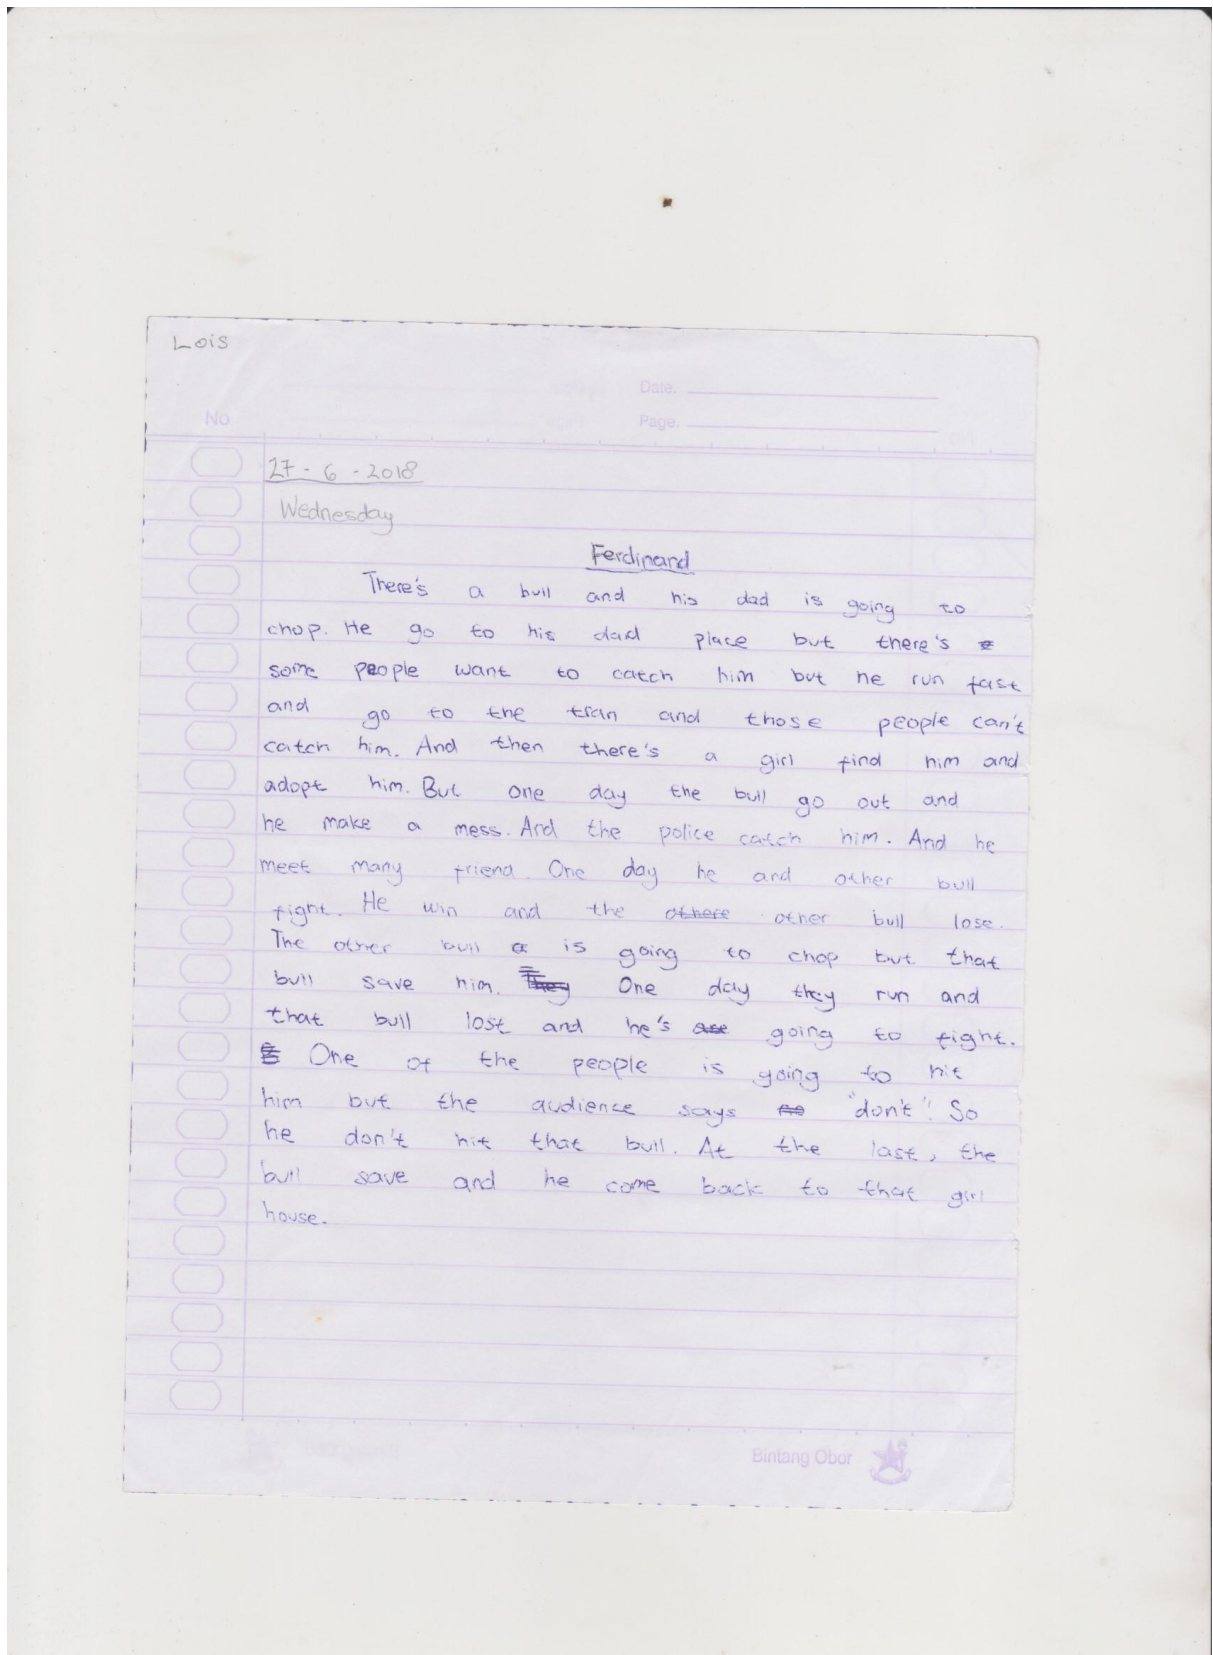 Lois
Date.
No
Page.
27 - 6 - 2018
Wednesday
Ferdinand
There's a bull and his dad is going to
chop. He go to his dad place but there's
some people want to catch him but he run fast
and go to the tran and those people can't
catch him. And then there's a girl find him and
adopt him. But one day the bull go out and
he make a mess. And the police catch him. And he
meet many friend. One day he and other bull
fight. He win and the othere other bull lose.
The other bull a is going to chop but that
bull save him. They One day they run and
that bull lost and he's are going to fight.
One of the people is going to hit
him but the audience says no "don't". So
he don't hit that bull. At the last, the
bull save and he come back to that girl
house.
Bintang Obor